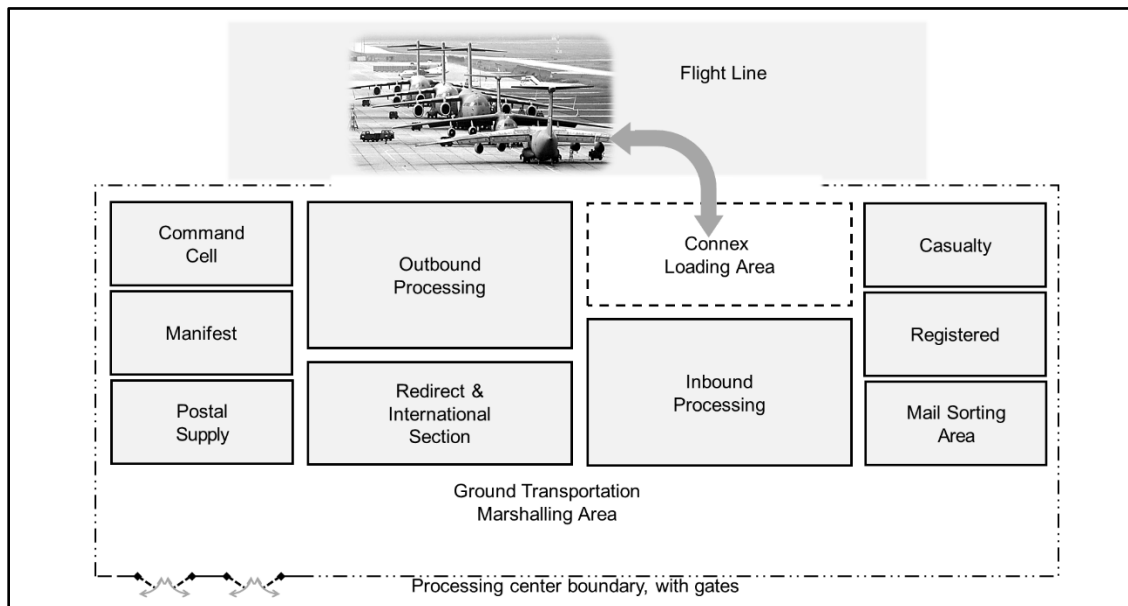 Flight Line
Command
Cell
Outbound
Processing
Connex
Loading Area
Casualty
Manifest
Registered
Inbound
Processing
Postal
Supply
Redirect &
International
Section
Mail Sorting
Area
Ground Transportation
Marshalling Area
Processing center boundary, with gates